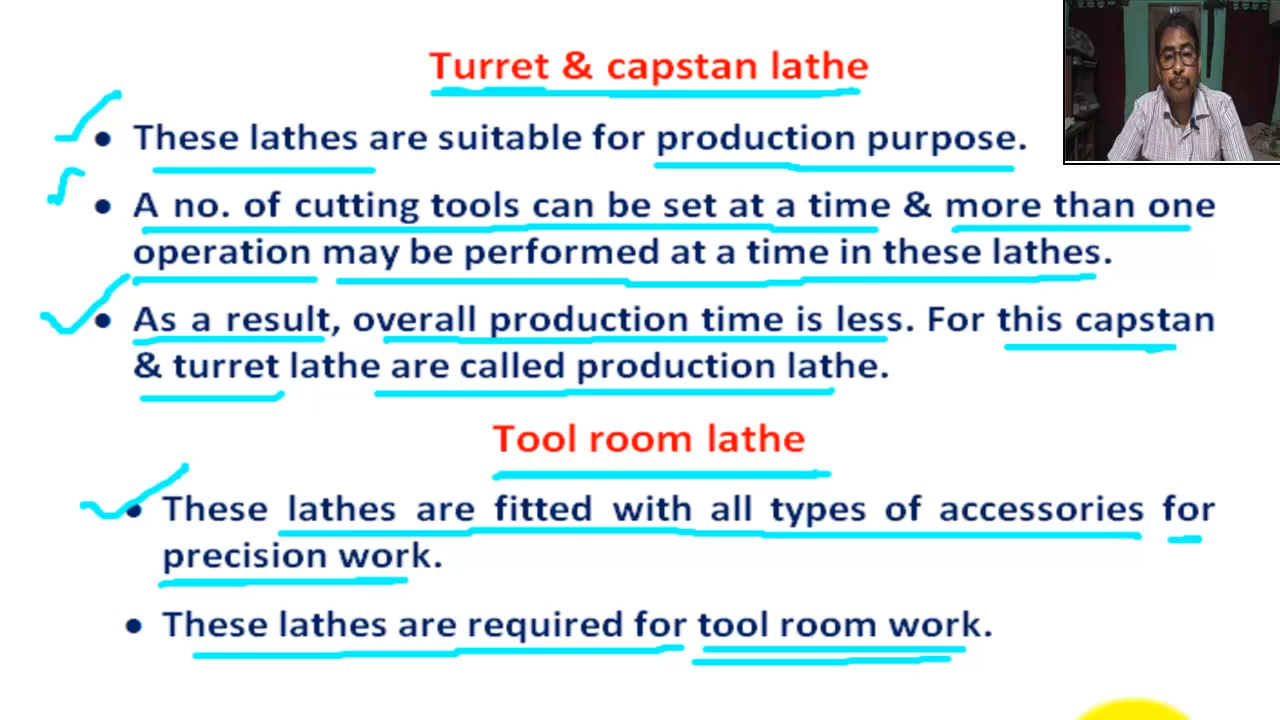 Turret & capstan lathe
• These lathes are suitable for production purpose.
• A no. of cutting tools can be set at a time & more than one
operation may be performed at a time in these lathes.
• As a result, overall production time is less. For this capstan
& turret lathe are called production lathe.
Tool room lathe
• These lathes are fitted with all types of accessories for
precision work.
• These lathes are required for tool room work.